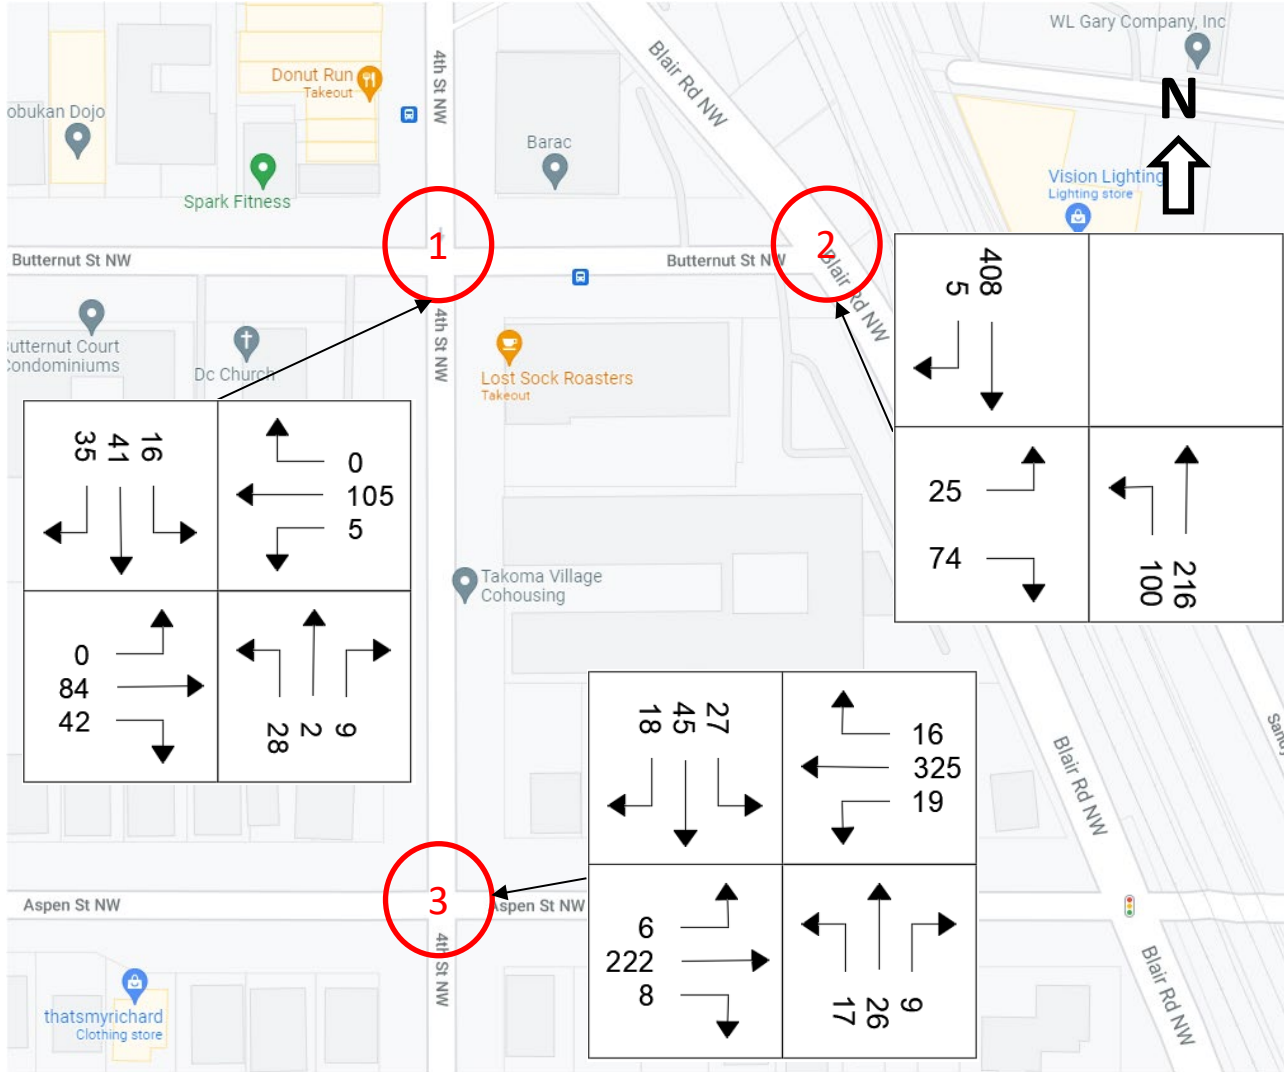 WL Gary Company, Inc
N
4th St NW
Blair Rd NW
Donut Run
Takeout
obukan Dojo
Barac
Spark Fitness
Vision Lighting
Lighting store
1
2
Butternut St NW
Butternut St NW
Blair Rd NW
408
5
25
74
100
216
4th St NW
utternut Court
Condominiums
Dc Church
Lost Sock Roasters
Takeout
35
41
16
0
105
5
0
84
42
28
2
9
Takoma Village
Cohousing
18
45
27
16
325
19
6
222
8
17
26
9
Blair Rd NW
3
Aspen St NW
Aspen St NW
4th St NW
Blair Rd NW
thatsmyrichard
Clothing store